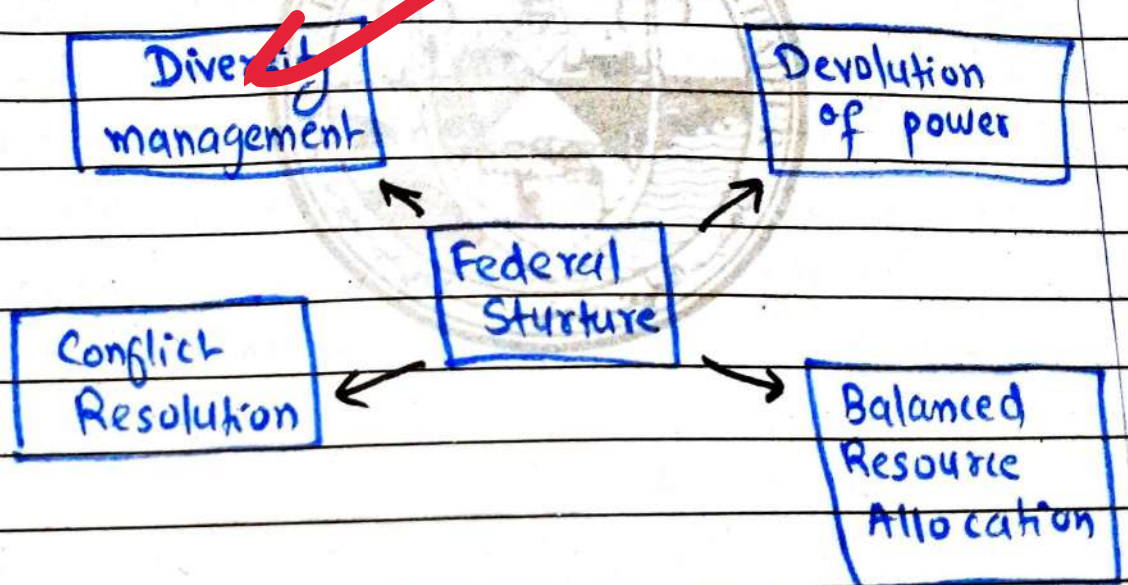 Diversity
management
Devolution
of power
Federal
Sturture
Conflict
Resolution
Balanced
Resource
Allocation